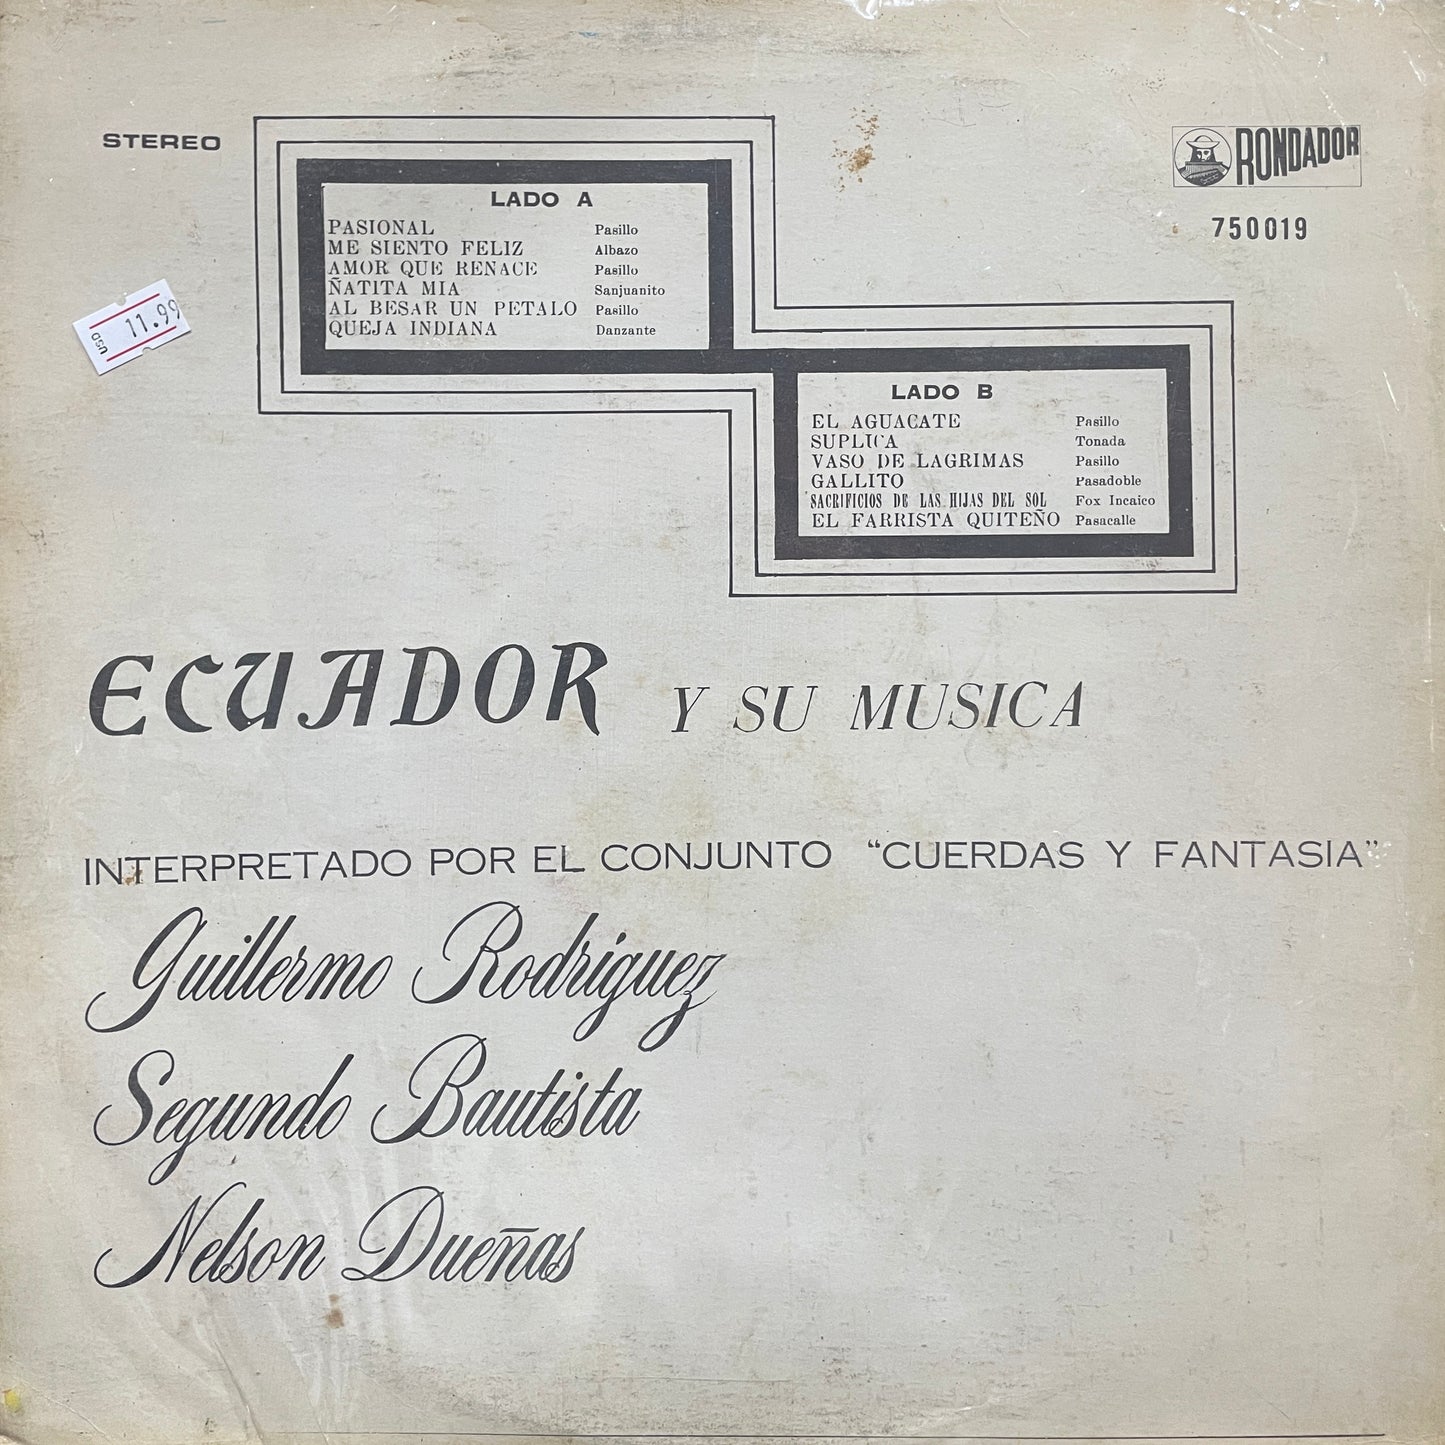 STEREO
RONDADOR
750019
LADO A
PASIONAL Pasillo
ME SIENTO FELIZ Albazo
AMOR QUE RENACE Pasillo
ÑATITA MIA Sanjuanito
AL BESAR UN PETALO Pasillo
QUEJA INDIANA Danzante
USD 11.99
LADO B
EL AGUACATE Pasillo
SUPLICA Tonada
VASO DE LAGRIMAS Pasillo
GALLITO Pasadoble
SACRIFICIOS DE LAS HIJAS DEL SOL Fox Incaico
EL FARRISTA QUITEÑO Pasacalle
ECUADOR Y SU MUSICA
INTERPRETADO POR EL CONJUNTO "CUERDAS Y FANTASIA"
Guillermo Rodríguez
Segundo Bautista
Nelson Dueñas